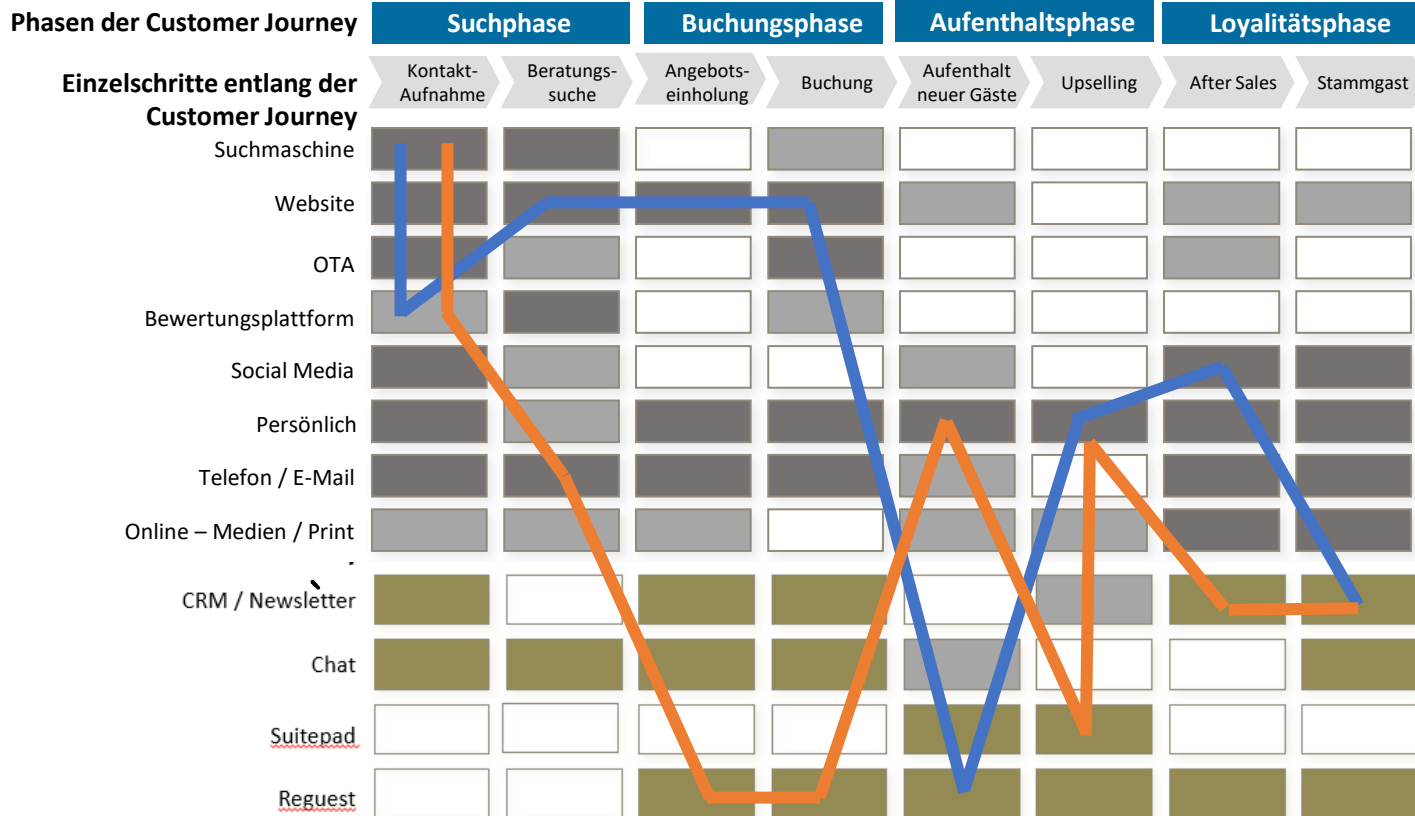 Phasen der Customer Journey
Suchphase
Buchungsphase
Aufenthaltsphase
Loyalitätsphase
Einzelschritte entlang der
Customer Journey
Kontakt-
Aufnahme
Beratungs-
suche
Angebots-
einholung
Buchung
Aufenthalt
neuer Gäste
Upselling
After Sales
Stammgast
Suchmaschine
Website
OTA
Bewertungsplattform
Social Media
Persönlich
Telefon / E-Mail
Online – Medien / Print
CRM / Newsletter
Chat
Suitepad
Reguest